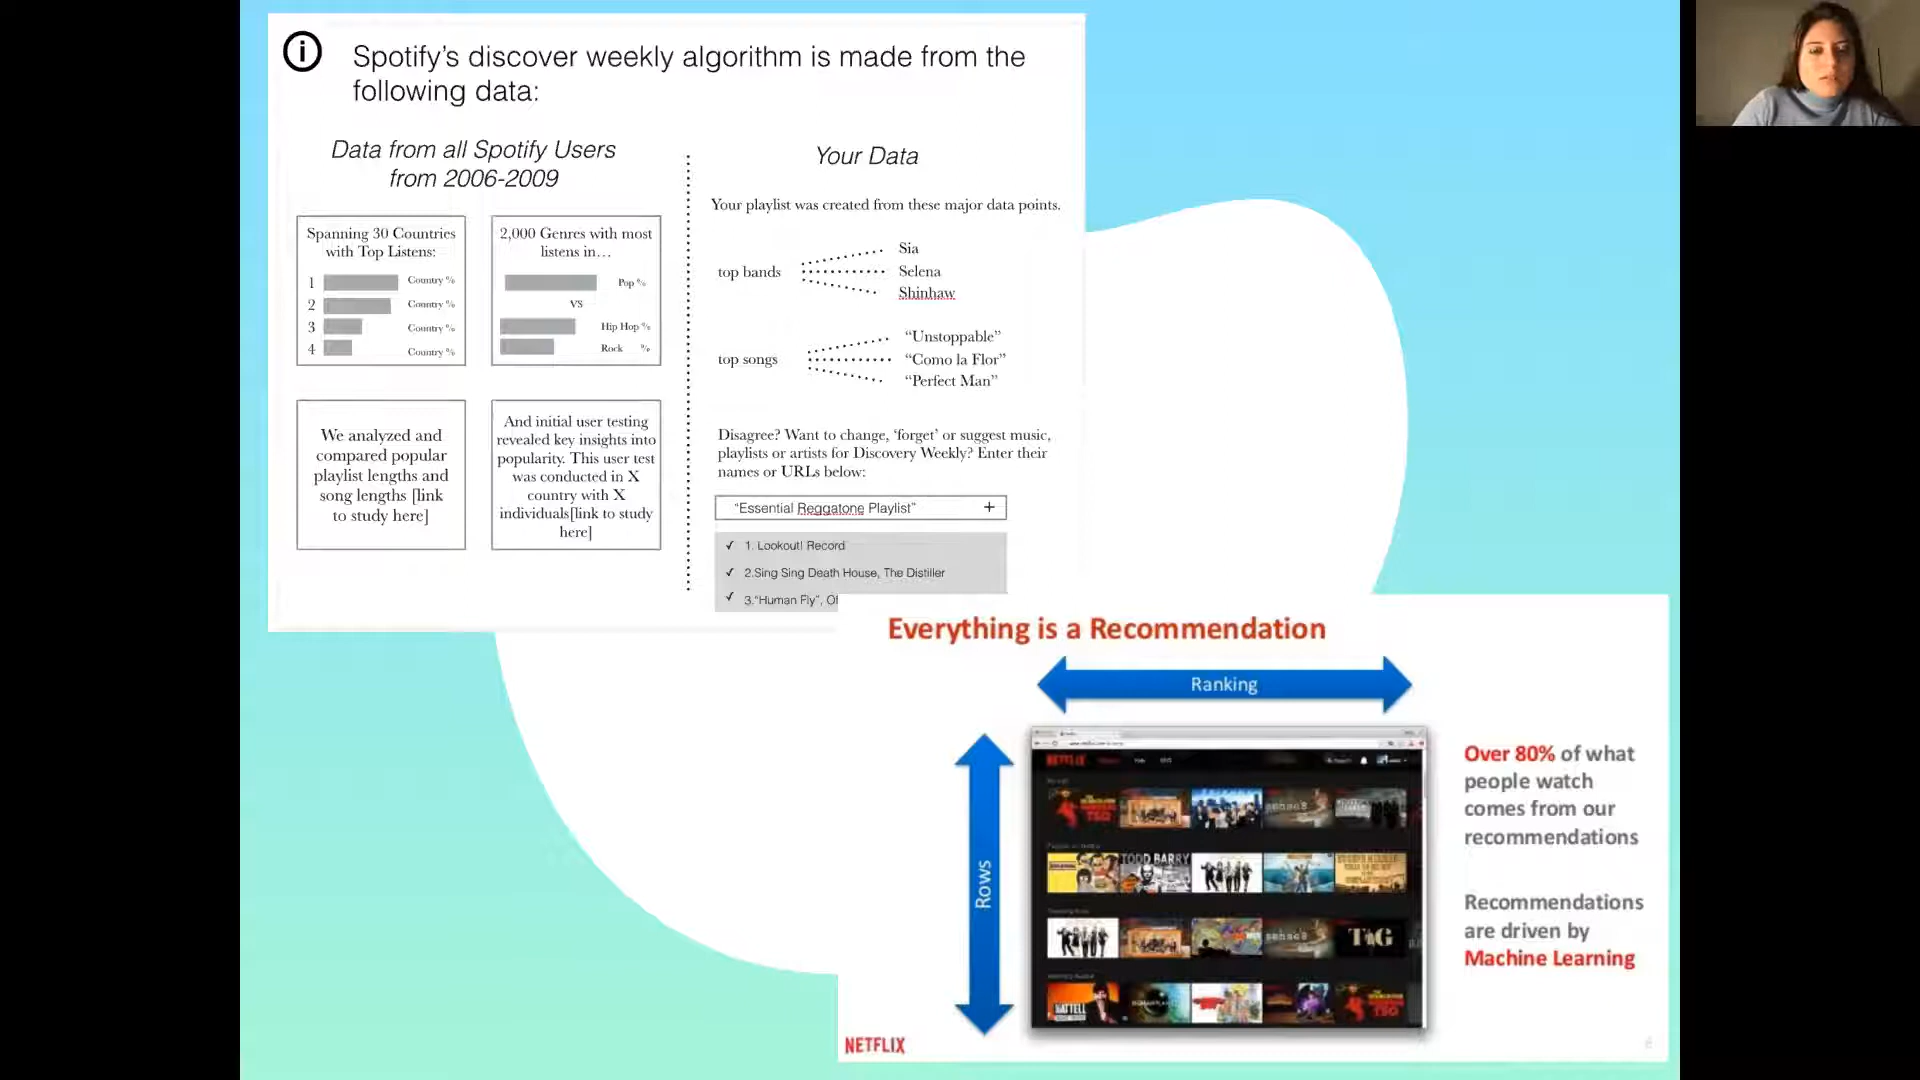 Spotify's discover weekly algorithm is made from the
following data:
Data from all Spotify Users
from 2006-2009
Spanning 30 Countries
with Top Listens:
1 Country %
2 Country %
3 Country %
4 Country %
2,000 Genres with most
listens in…
Pop %
VS
Hip Hop %
Rock %
We analyzed and
compared popular
playlist lengths and
song lengths [link
to study here]
And initial user testing
revealed key insights into
popularity. This user test
was conducted in X
country with X
individuals[link to study
here]
Your Data
Your playlist was created from these major data points.
top bands
Sia
Selena
Shinhaw
top songs
“Unstoppable”
“Como la Flor”
“Perfect Man”
Disagree? Want to change, ‘forget’ or suggest music,
playlists or artists for Discovery Weekly? Enter their
names or URLs below:
“Essential Reggatone Playlist” +
✓ 1. Lookout! Record
✓ 2.Sing Sing Death House, The Distiller
✓ 3.“Human Fly”,
Everything is a Recommendation
Ranking
Rows
NETFLIX
TODD BARRY
sense8
sense8
TIG
Over 80% of what
people watch
comes from our
recommendations
Recommendations
are driven by
Machine Learning
NETFLIX